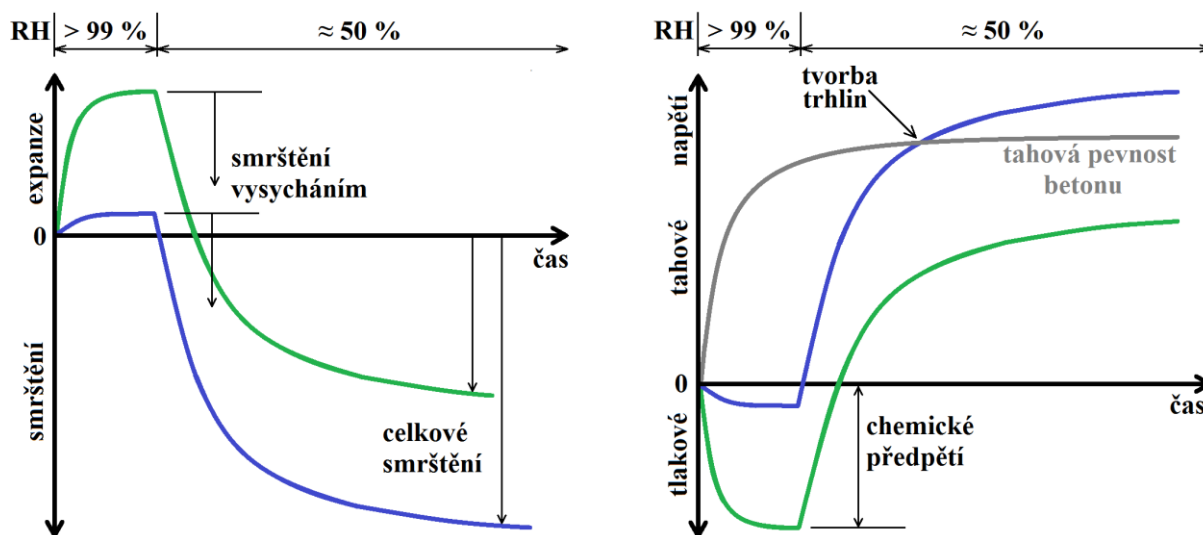 RH > 99 % ≈ 50 %
expanze
0
smrštění
smrštění
vysycháním
čas
celkové
smrštění
RH > 99 % ≈ 50 %
napětí
tahové
0
tlakové
tvorba
trhlin
tahová pevnost
betonu
čas
chemické
předpětí